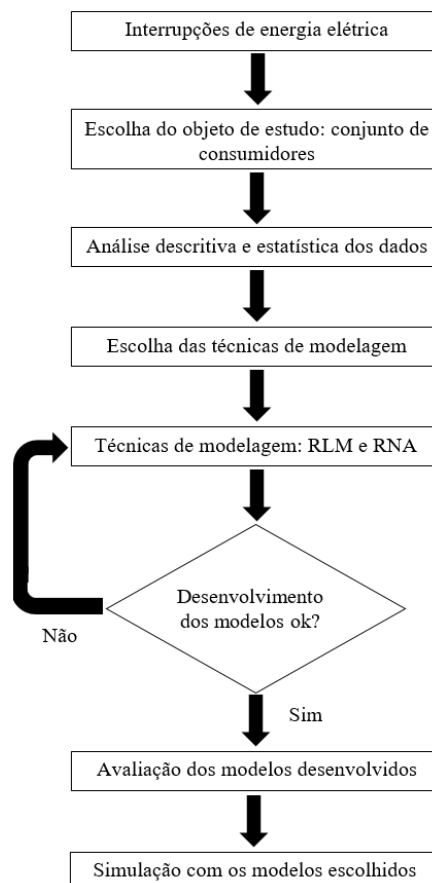 Interrupções de energia elétrica
Escolha do objeto de estudo: conjunto de
consumidores
Análise descritiva e estatística dos dados
Escolha das técnicas de modelagem
Técnicas de modelagem: RLM e RNA
Desenvolvimento
dos modelos ok?
Não
Sim
Avaliação dos modelos desenvolvidos
Simulação com os modelos escolhidos